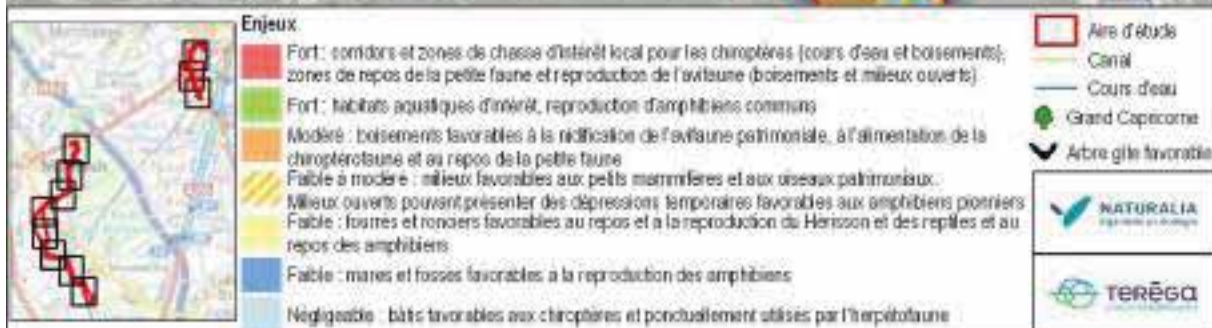 Enjeux
Fort : corridors et zones de chasse d'intérêt local pour les chiroptères (cours d'eau et boisements),
zones de repos de la petite faune et reproduction de l'avifaune (boisements et milieux ouverts)
Fort : habitats aquatiques d'intérêt, reproduction d'amphibiens communs
Modéré : boisements favorables à la nidification de l'avifaune patrimoniale, à l'alimentation de la
chiroptérofaune et au repos de la petite faune
Faible à modéré : milieux favorables aux petits mammifères et aux oiseaux patrimoniaux.
Milieux ouverts pouvant présenter des dépressions temporaires favorables aux amphibiens pionniers
Faible : fourrés et ronciers favorables au repos et à la reproduction du Hérisson et des reptiles et au
repos des amphibiens
Faible : mares et fosses favorables à la reproduction des amphibiens
Négligeable : bâtis favorables aux chiroptères et ponctuellement utilisés par l'herpétofaune
Aire d'étude
Canal
Cours d'eau
Grand Capricorne
Arbre gîte favorable
NATURALIA
TERĒGA